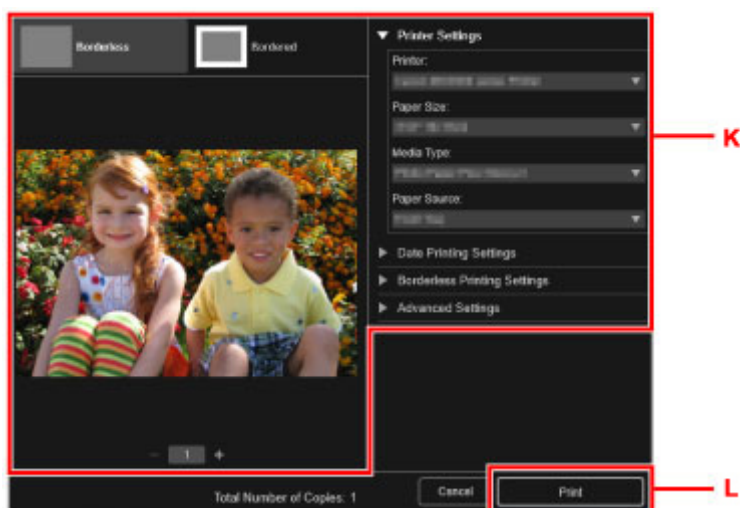 Borderless
Bordered
Printer Settings
Printer:
Paper Size:
K
Media Type:
Paper Source:
Date Printing Settings
Borderless Printing Settings
Advanced Settings
1
Total Number of Copies: 1
Cancel
Print
L